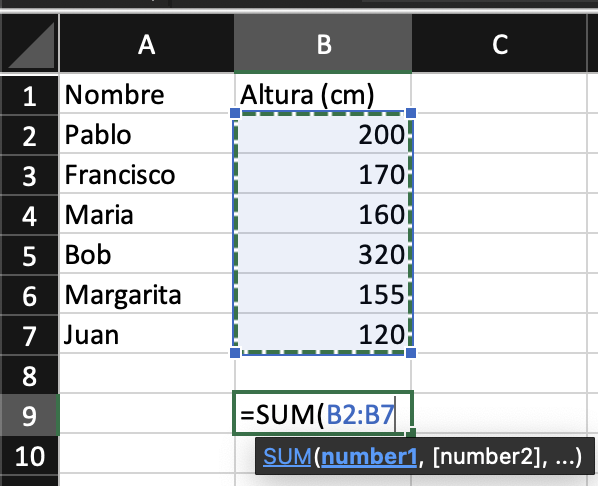 A B C
1 Nombre Altura (cm)
2 Pablo 200
3 Francisco 170
4 Maria 160
5 Bob 320
6 Margarita 155
7 Juan 120
8
9 =SUM(B2:B7
10 SUM(number1, [number2], ...)